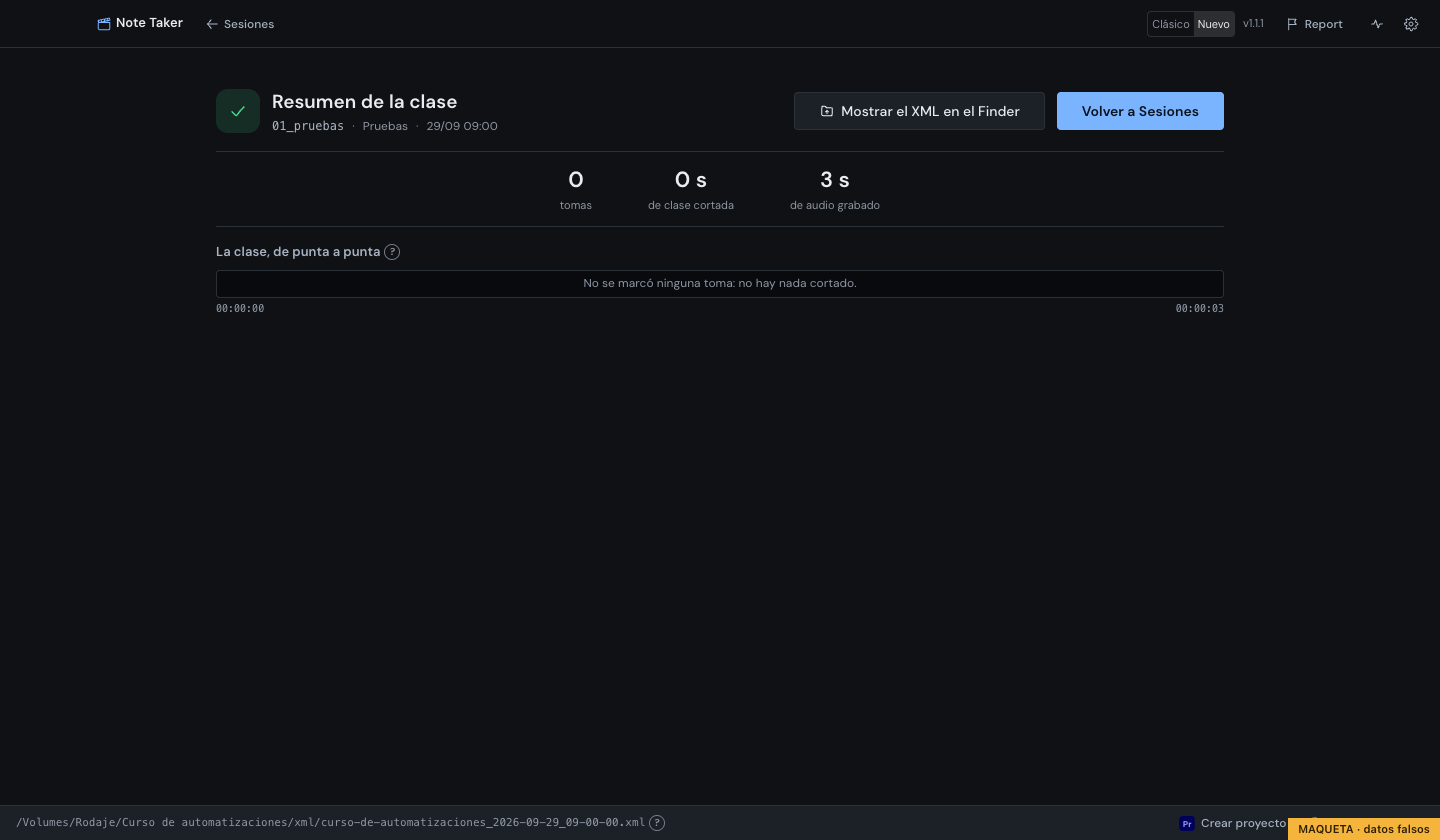 Note Taker
Sesiones
Clásico Nuevo v1.1.1
Report
Resumen de la clase
01_pruebas · Pruebas · 29/09 09:00
Mostrar el XML en el Finder
Volver a Sesiones
0
tomas
0 s
de clase cortada
3 s
de audio grabado
La clase, de punta a punta ?
No se marcó ninguna toma: no hay nada cortado.
00:00:00
00:00:03
/Volumes/Rodaje/Curso de automatizaciones/xml/curso-de-automatizaciones_2026-09-29_09-00-00.xml ?
Pr Crear proyecto
MAQUETA · datos falsos